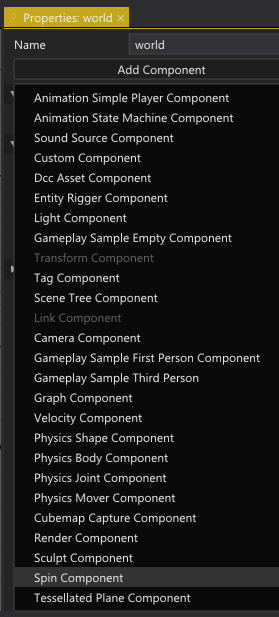 Properties: world
Name world
Add Component
Animation Simple Player Component
Animation State Machine Component
Sound Source Component
Custom Component
Dcc Asset Component
Entity Rigger Component
Light Component
Gameplay Sample Empty Component
Transform Component
Tag Component
Scene Tree Component
Link Component
Camera Component
Gameplay Sample First Person Component
Gameplay Sample Third Person
Graph Component
Velocity Component
Physics Shape Component
Physics Body Component
Physics Joint Component
Physics Mover Component
Cubemap Capture Component
Render Component
Sculpt Component
Spin Component
Tessellated Plane Component